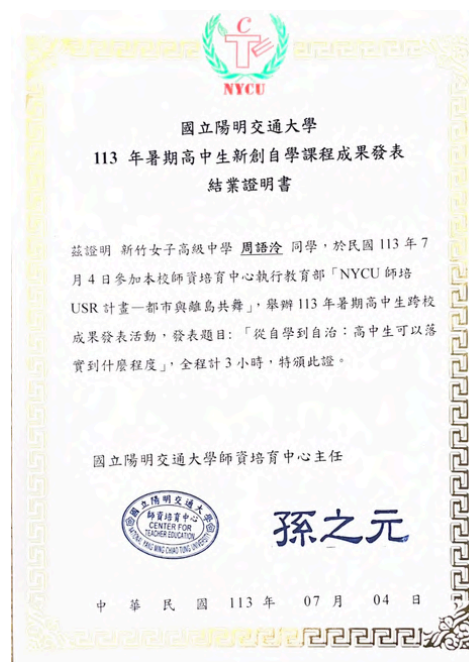 CTE
NYCU
國立陽明交通大學
113 年暑期高中生新創自學課程成果發表
結業證明書
茲證明 新竹女子高級中學 周語泠 同學，於民國 113 年 7
月 4 日參加本校師資培育中心執行教育部「NYCU 師培
USR 計畫—都市與離島共舞」，舉辦 113 年暑期高中生跨校
成果發表活動，發表題目：「從自學到自治：高中生可以落
實到什麼程度」，全程計 3 小時，特頒此證。
國立陽明交通大學師資培育中心主任
國立陽明交通大學
師資培育中心
CENTER FOR
TEACHER EDUCATION
NATIONAL YANG MING CHIAO TUNG UNIVERSITY
孫之元
中 華 民 國 113 年 07 月 04 日